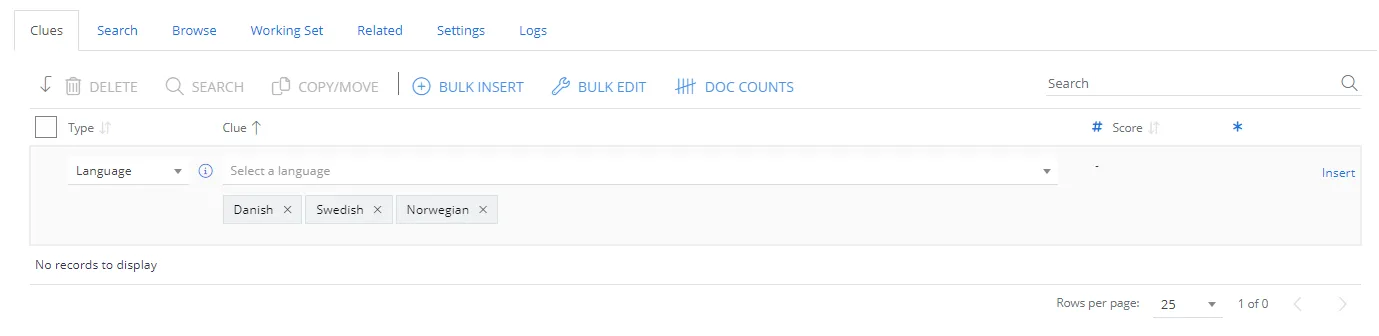 Clues Search Browse Working Set Related Settings Logs
DELETE SEARCH COPY/MOVE BULK INSERT BULK EDIT DOC COUNTS Search
Type Clue # Score *
Language Select a language - Insert
Danish × Swedish × Norwegian ×
No records to display
Rows per page: 25 1 of 0